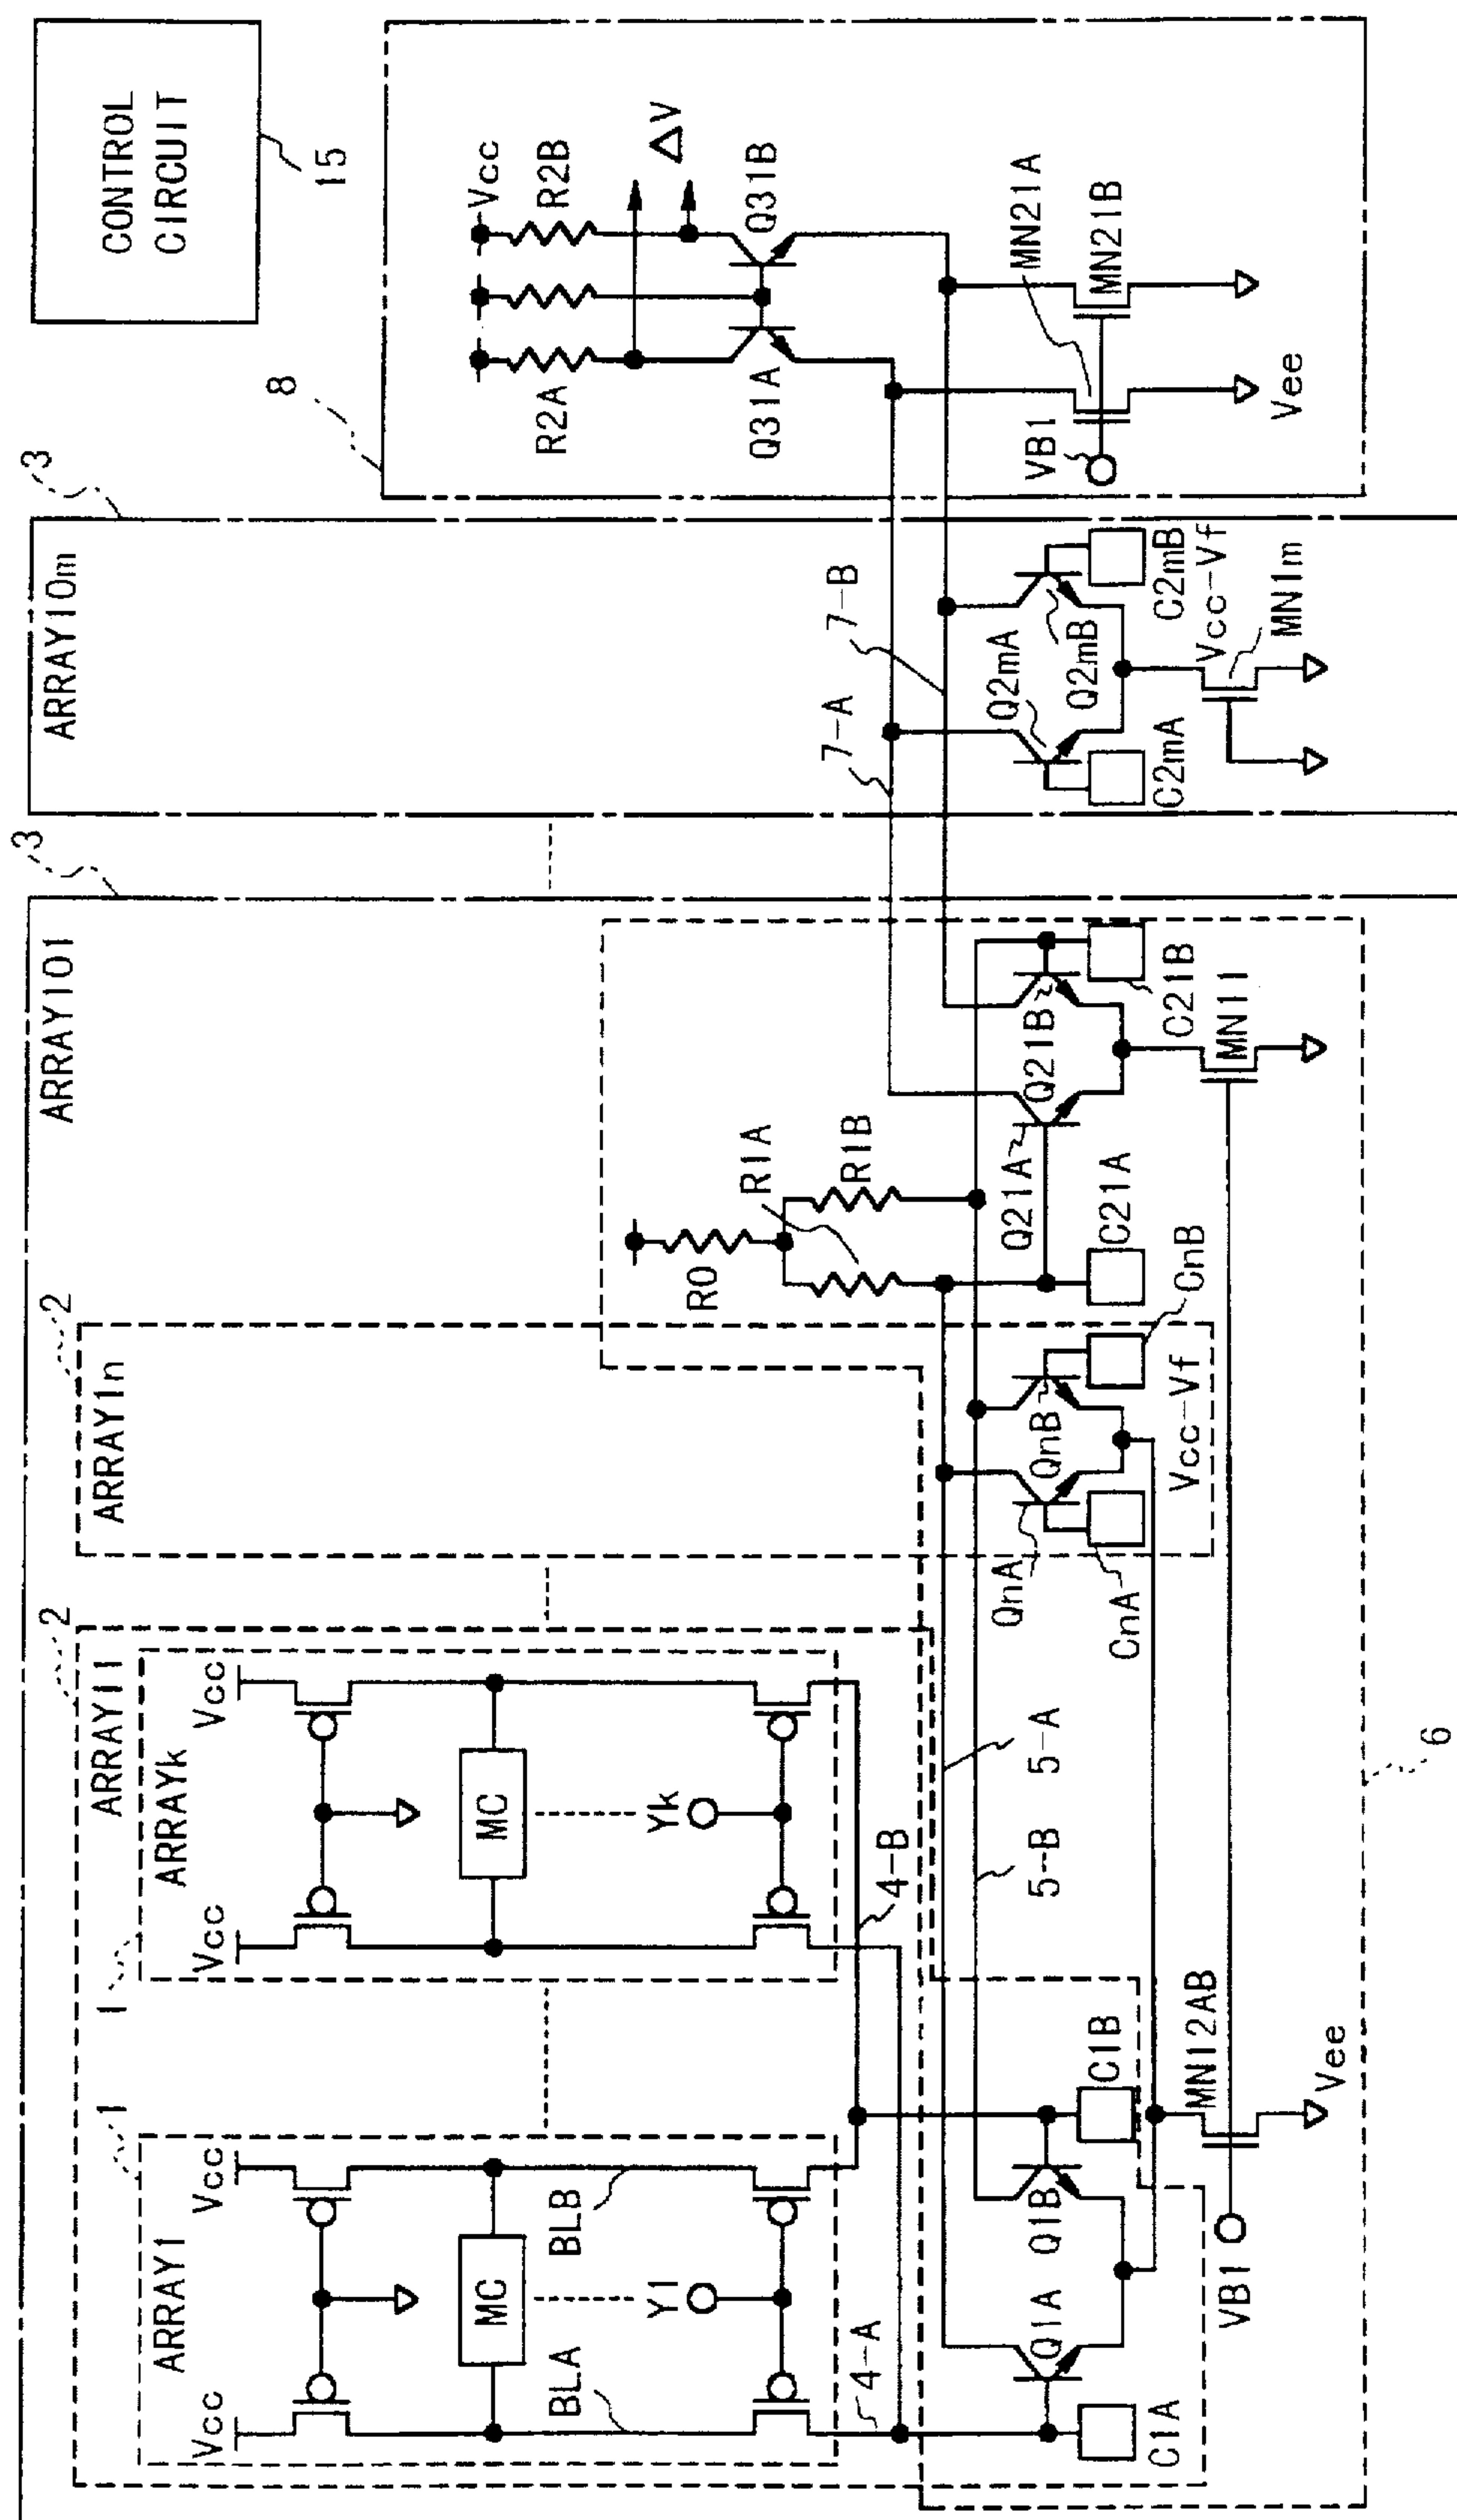 CONTROL
CIRCUIT
15
8
Vcc
R2A
R2B
ΔV
Q31A
Q31B
MN21A
MN21B
VB1
Vee
3
ARRAY10m
7-A
7-B
Q2mA
Q2mB
C2mA
C2mB
Vcc-Vf
MN1m
3
ARRAY101
R0
R1A
R1B
Q21A
Q21B
C21A
C21B
MN11
2
ARRAY1n
QnA
QnB
CnA
CnB
Vcc-Vf
2
ARRAY11
1
ARRAYk
Vcc
Vcc
MC
Yk
4-B
5-A
5-B
6
1
ARRAY1
Vcc
Vcc
MC
BLA
BLB
Y1
4-A
Q1A
Q1B
C1A
C1B
MN12AB
VB1
Vee